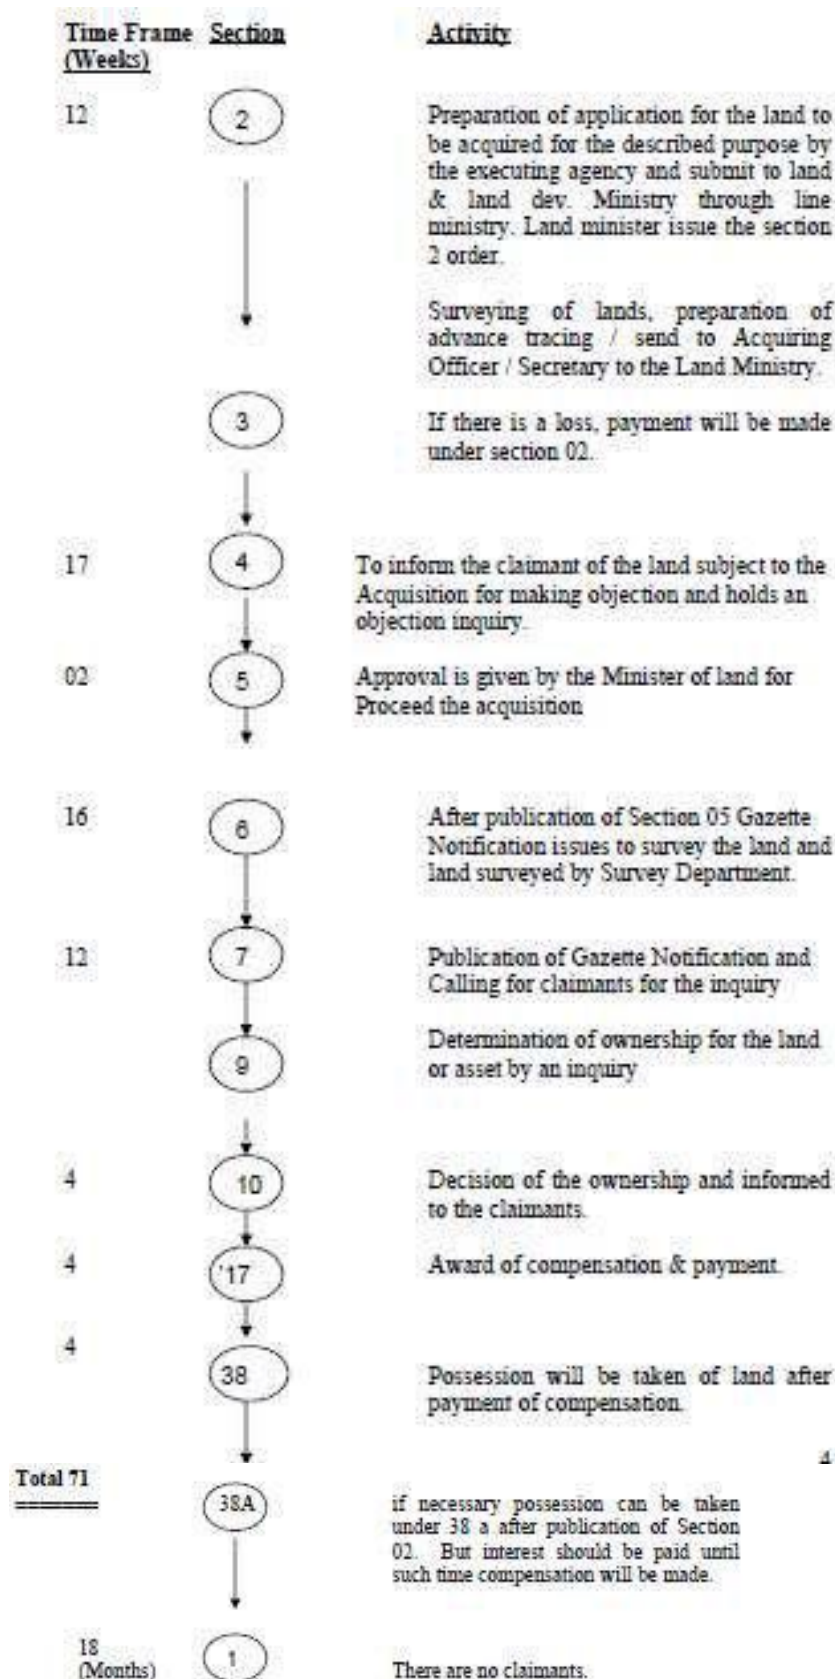 Time Frame Section Activity
(Weeks)
12 2 Preparation of application for the land to
be acquired for the described purpose by
the executing agency and submit to land
& land dev. Ministry through line
ministry. Land minister issue the section
2 order.
Surveying of lands, preparation of
advance tracing / send to Acquiring
Officer / Secretary to the Land Ministry.
3 If there is a loss, payment will be made
under section 02.
17 4 To inform the claimant of the land subject to the
Acquisition for making objection and holds an
objection inquiry.
02 5 Approval is given by the Minister of land for
Proceed the acquisition
16 6 After publication of Section 05 Gazette
Notification issues to survey the land and
land surveyed by Survey Department.
12 7 Publication of Gazette Notification and
Calling for claimants for the inquiry
9 Determination of ownership for the land
or asset by an inquiry
4 10 Decision of the ownership and informed
to the claimants.
4 '17 Award of compensation & payment.
4
38 Possession will be taken of land after
payment of compensation.
4
Total 71
38A if necessary possession can be taken
under 38 a after publication of Section
02. But interest should be paid until
such time compensation will be made.
18 1 There are no claimants.
(Months)